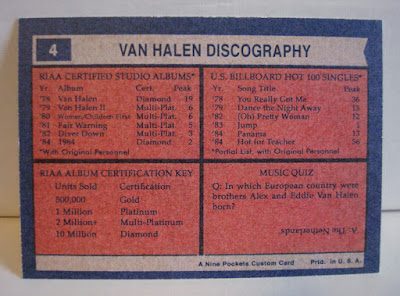 4
VAN HALEN DISCOGRAPHY
RIAA CERTIFIED STUDIO ALBUMS*
Yr. Album Cert. Peak
'78 Van Halen Diamond 19
'79 Van Halen II Multi-Plat. 6
'80 Women/Children First Multi-Plat. 6
'81 Fair Warning Multi-Plat. 5
'82 Diver Down Multi-Plat. 3
'84 1984 Diamond 2
*With Original Personnel
U.S. BILLBOARD HOT 100 SINGLES*
Yr. Song Title Peak
'78 You Really Got Me 36
'79 Dance the Night Away 15
'82 (Oh) Pretty Woman 12
'83 Jump 1
'84 Panama 13
'84 Hot for Teacher 56
*Partial List, with Original Personnel
RIAA ALBUM CERTIFICATION KEY
Units Sold Certification
500,000 Gold
1 Million Platinum
2 Million+ Multi-Platinum
10 Million Diamond
MUSIC QUIZ
Q: In which European country were
brothers Alex and Eddie Van Halen
born?
A. The Netherlands
A Nine Pockets Custom Card Prtd. in U. S. A.